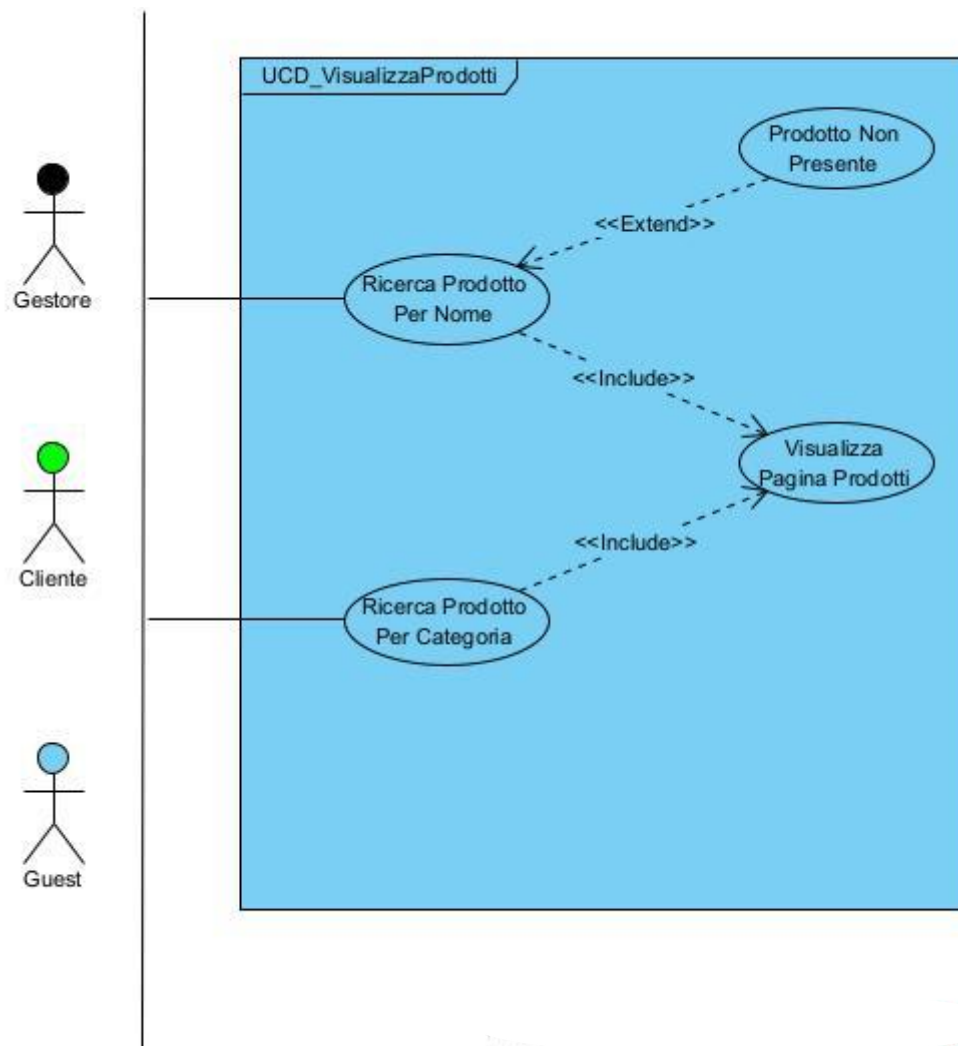 UCD_VisualizzaProdotti
Prodotto Non
Presente
<<Extend>>
Gestore
Ricerca Prodotto
Per Nome
<<Include>>
Visualizza
Pagina Prodotti
<<Include>>
Cliente
Ricerca Prodotto
Per Categoria
Guest